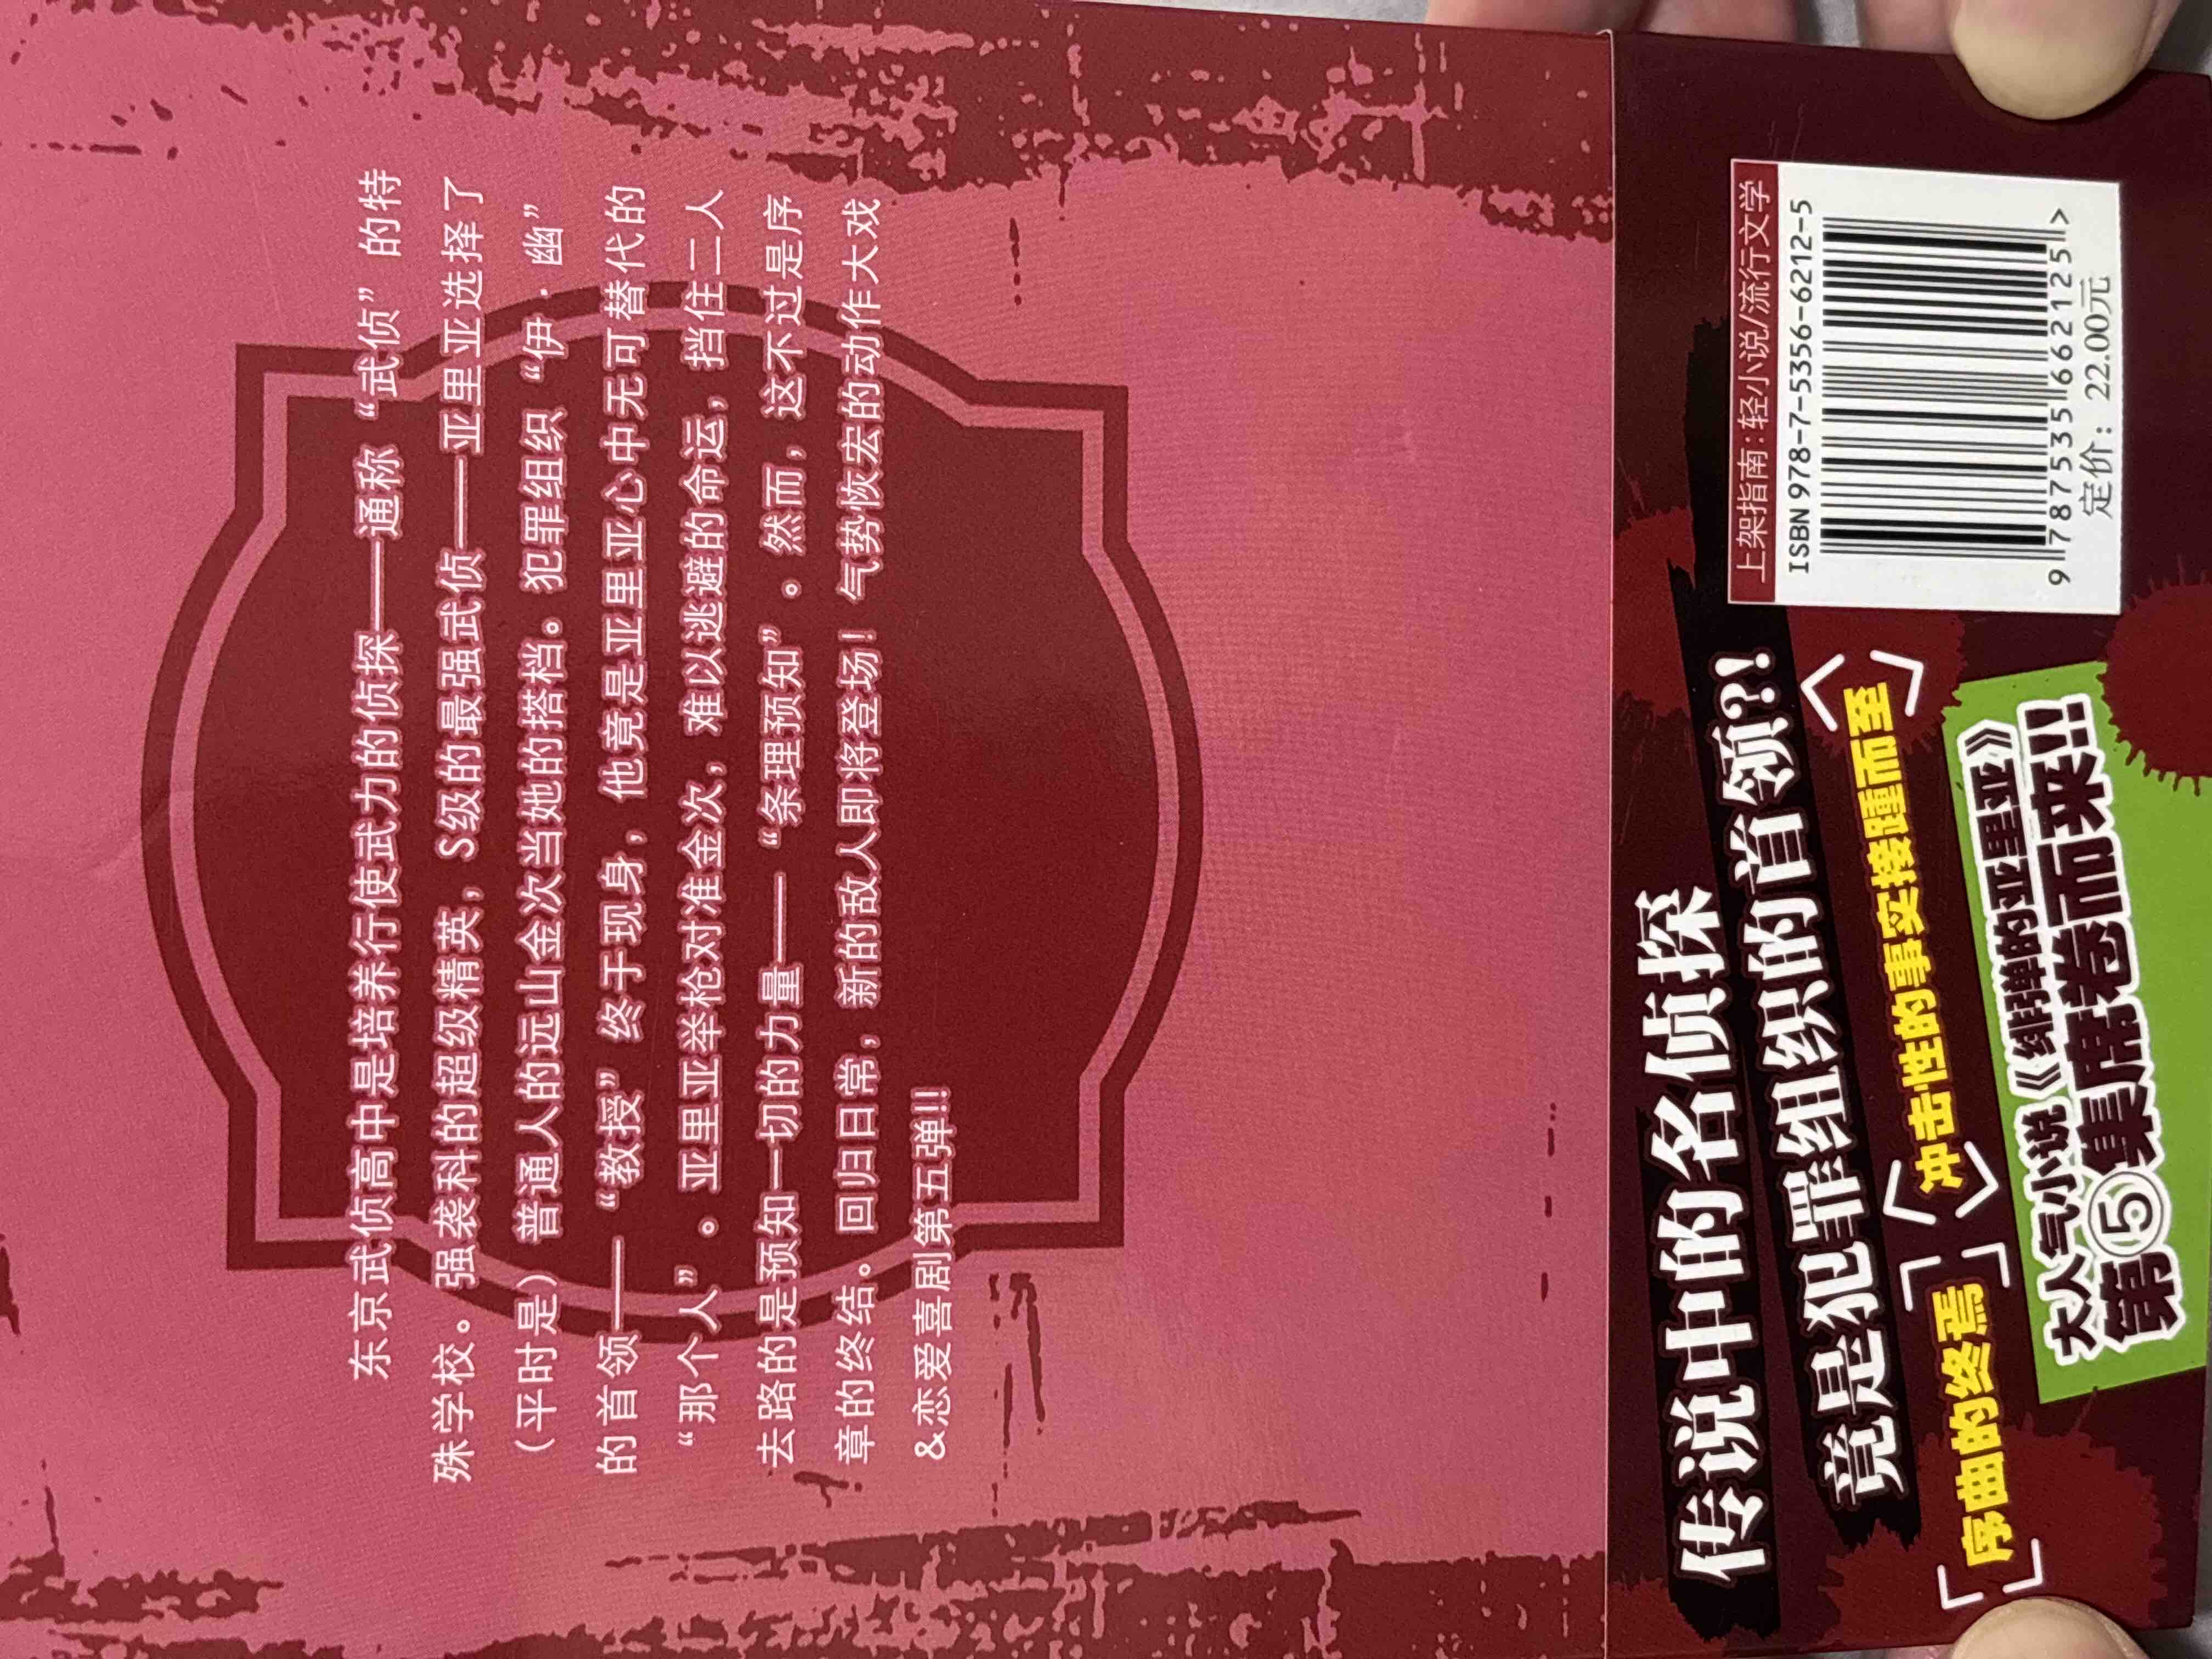 东京武侦高中是培养行使武力的侦探——通称“武侦”的特
殊学校。强袭科的超级精英，S级的最强武侦——亚里亚选择了
（平时是）普通人的远山金次当她的搭档。犯罪组织“伊·幽”
的首领——“教授”终于现身，他竟是亚里亚心中无可替代的
“那个人”。亚里亚举枪对准金次，难以逃避的命运，挡住二人
去路的是预知一切的力量——“条理预知”。然而，这不过是序
章的终结。回归日常，新的敌人即将登场！气势恢宏的动作大戏
&恋爱喜剧第五弹!!
传说中的名侦探
竟是犯罪组织的首领?!
序曲的终焉
冲击性的事实接踵而至
大人气小说《绯弹的亚里亚》
第⑤集席卷而来!!
上架指南：轻小说/流行文学
ISBN 978-7-5356-6212-5
9 787535 662125 >
定价：22.00元